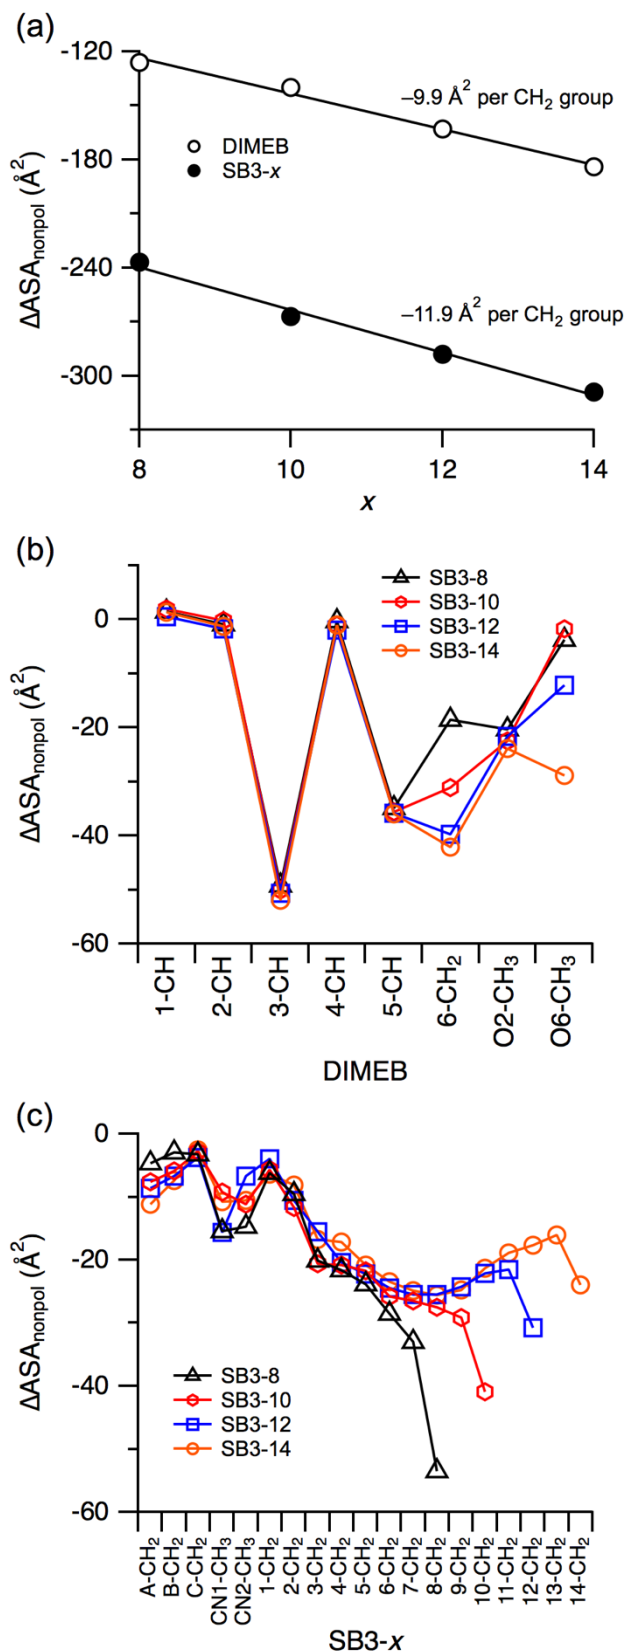 (a)
-120
-180
-240
-300
ΔASA_nonpol (Å²)
–9.9 Å² per CH₂ group
DIMEB
SB3-x
–11.9 Å² per CH₂ group
8
10
12
14
x
(b)
0
-20
-40
-60
ΔASA_nonpol (Å²)
SB3-8
SB3-10
SB3-12
SB3-14
1-CH
2-CH
3-CH
4-CH
5-CH
6-CH₂
O2-CH₃
O6-CH₃
DIMEB
(c)
0
-20
-40
-60
ΔASA_nonpol (Å²)
SB3-8
SB3-10
SB3-12
SB3-14
A-CH₂
B-CH₂
C-CH₂
CN1-CH₃
CN2-CH₃
1-CH₂
2-CH₂
3-CH₂
4-CH₂
5-CH₂
6-CH₂
7-CH₂
8-CH₂
9-CH₂
10-CH₂
11-CH₂
12-CH₂
13-CH₂
14-CH₂
SB3-x